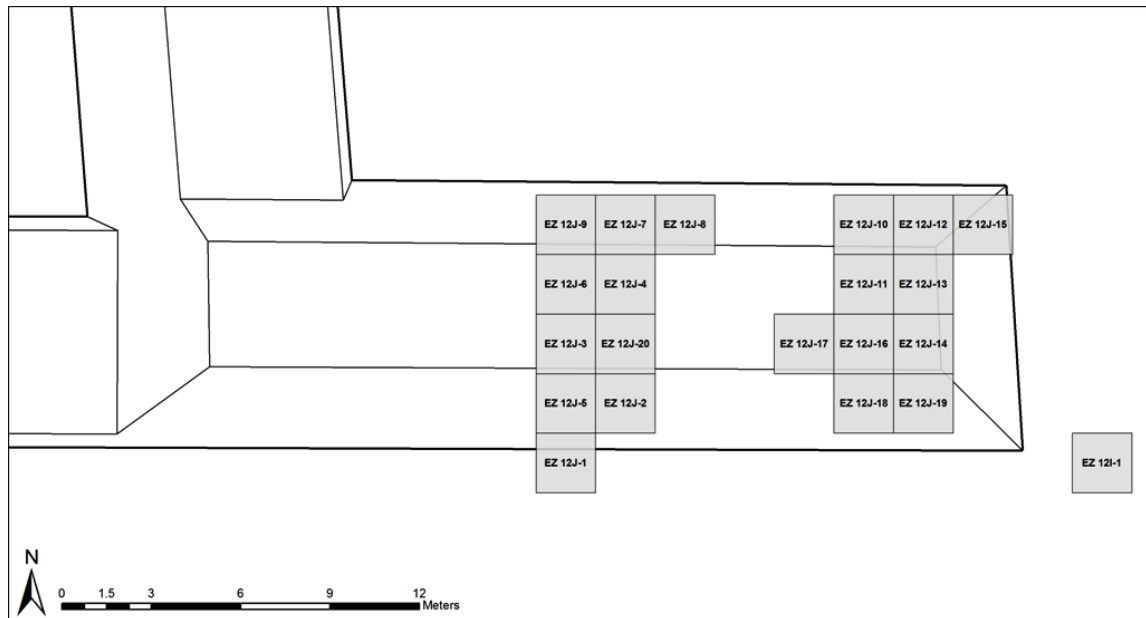 EZ 12J-9 EZ 12J-7 EZ 12J-8 EZ 12J-10 EZ 12J-12 EZ 12J-15
EZ 12J-6 EZ 12J-4 EZ 12J-11 EZ 12J-13
EZ 12J-3 EZ 12J-20 EZ 12J-17 EZ 12J-16 EZ 12J-14
EZ 12J-5 EZ 12J-2 EZ 12J-18 EZ 12J-19
EZ 12J-1 EZ 12I-1
N
0 1.5 3 6 9 12
Meters